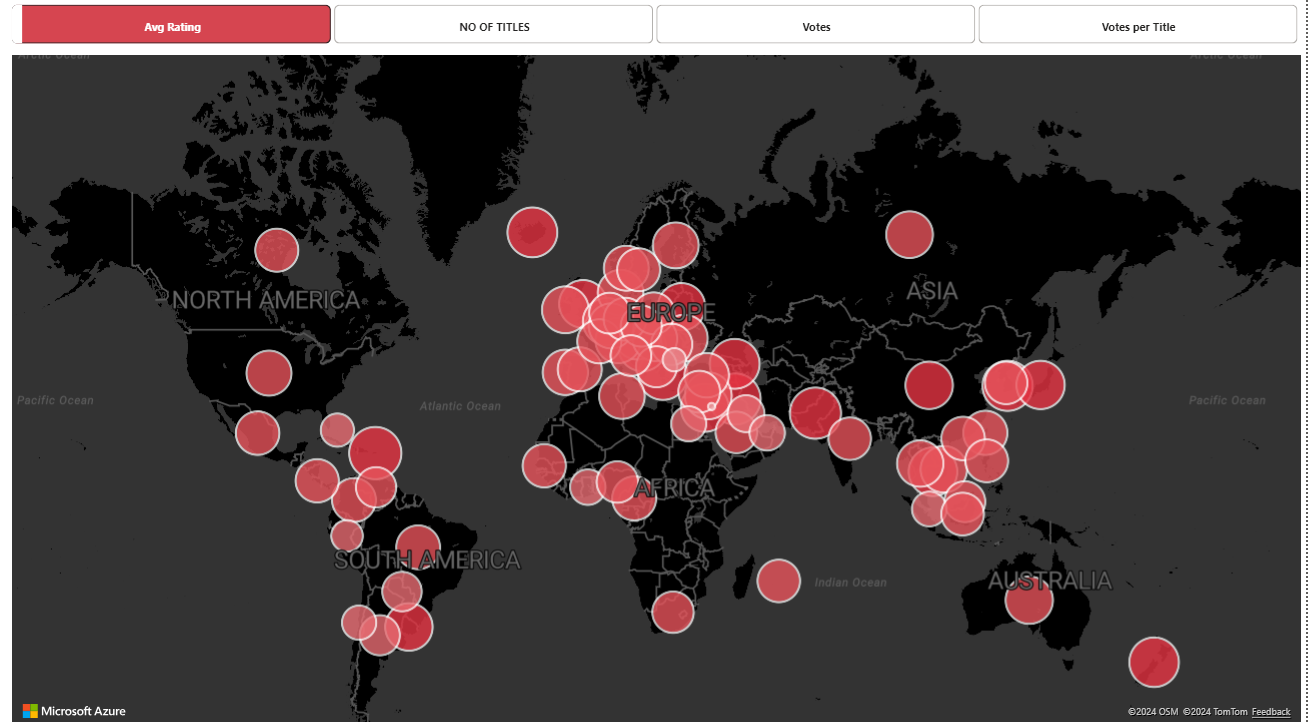 Avg Rating
NO OF TITLES
Votes
Votes per Title
Arctic Ocean
Arctic Ocean
NORTH AMERICA
ASIA
EUROPE
Pacific Ocean
Atlantic Ocean
Pacific Ocean
AFRICA
SOUTH AMERICA
Indian Ocean
AUSTRALIA
Microsoft Azure
©2024 OSM ©2024 TomTom Feedback